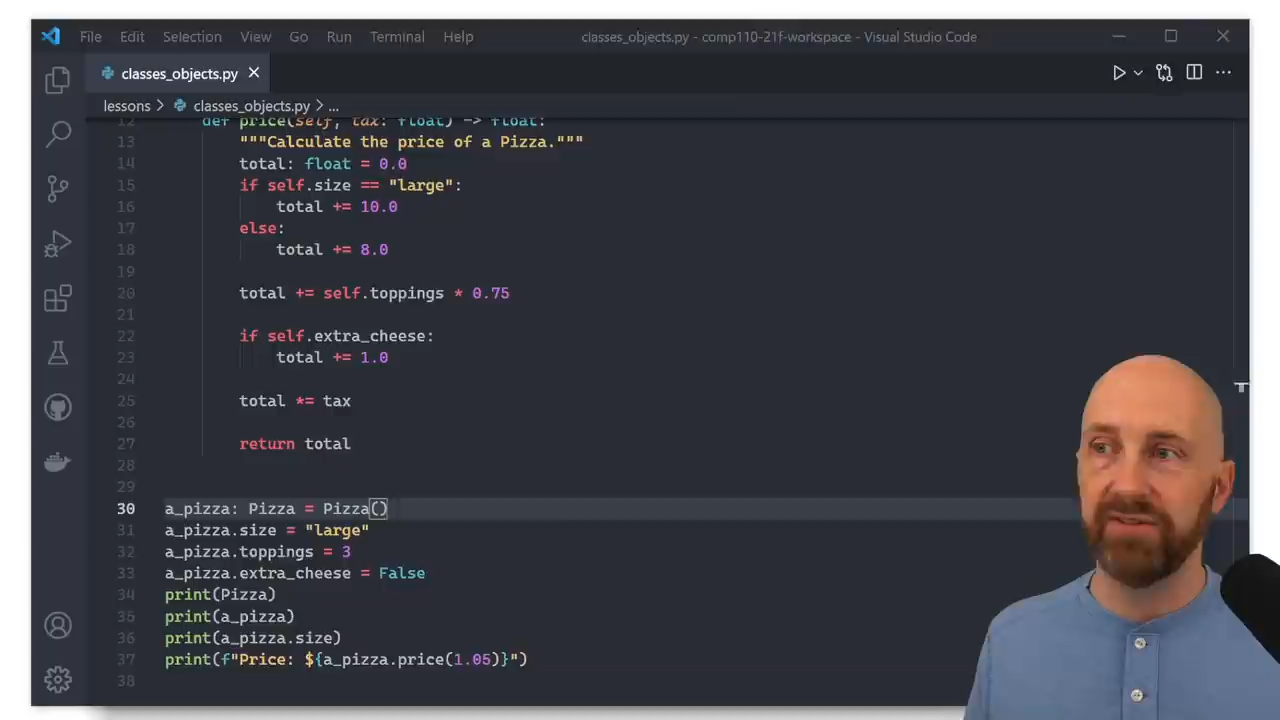 File Edit Selection View Go Run Terminal Help classes_objects.py - comp110-21f-workspace - Visual Studio Code
classes_objects.py
lessons > classes_objects.py > ...
12 def price(self, tax: float) -> float:
13 """Calculate the price of a Pizza."""
14 total: float = 0.0
15 if self.size == "large":
16 total += 10.0
17 else:
18 total += 8.0
19
20 total += self.toppings * 0.75
21
22 if self.extra_cheese:
23 total += 1.0
24
25 total *= tax
26
27 return total
28
29
30 a_pizza: Pizza = Pizza()
31 a_pizza.size = "large"
32 a_pizza.toppings = 3
33 a_pizza.extra_cheese = False
34 print(Pizza)
35 print(a_pizza)
36 print(a_pizza.size)
37 print(f"Price: ${a_pizza.price(1.05)}")
38